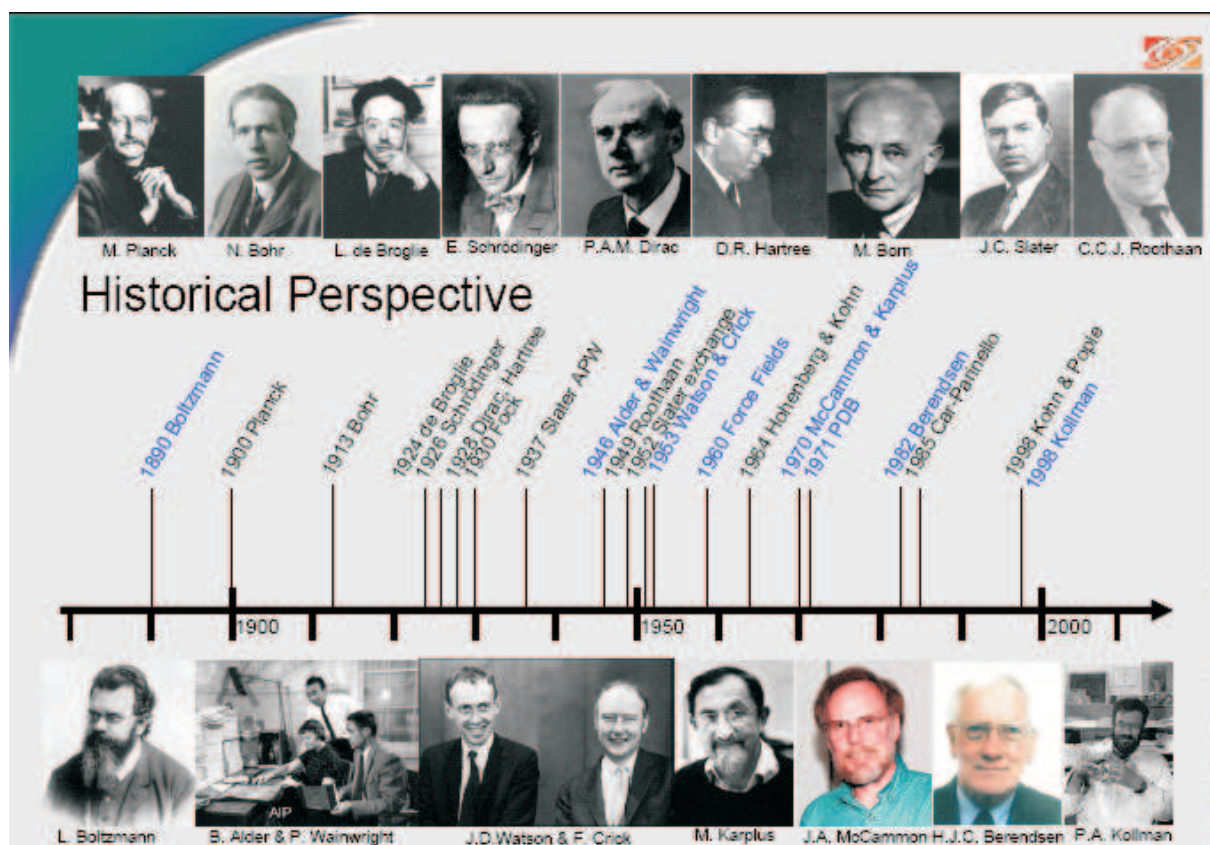 M. Planck
N. Bohr
L. de Broglie
E. Schrödinger
P.A.M. Dirac
D.R. Hartree
M. Born
J.C. Slater
C.C.J. Roothaan
Historical Perspective
1890 Boltzmann
1900 Planck
1913 Bohr
1924 de Broglie
1926 Schrödinger
1928 Dirac, Hartree
1930 Fock
1937 Slater APW
1946 Alder & Wainwright
1949 Roothaan
1952 Slater exchange
1953 Watson & Crick
1960 Force Fields
1964 Hohenberg & Kohn
1970 McCammon & Karplus
1971 PDB
1982 Berendsen
1985 Car-Parinello
1998 Kohn & Pople
1998 Kollman
1900
1950
2000
AIP
L. Boltzmann
B. Alder & P. Wainwright
J.D.Watson & F. Crick
M. Karplus
J.A. McCammon
H.J.C. Berendsen
P.A. Kollman